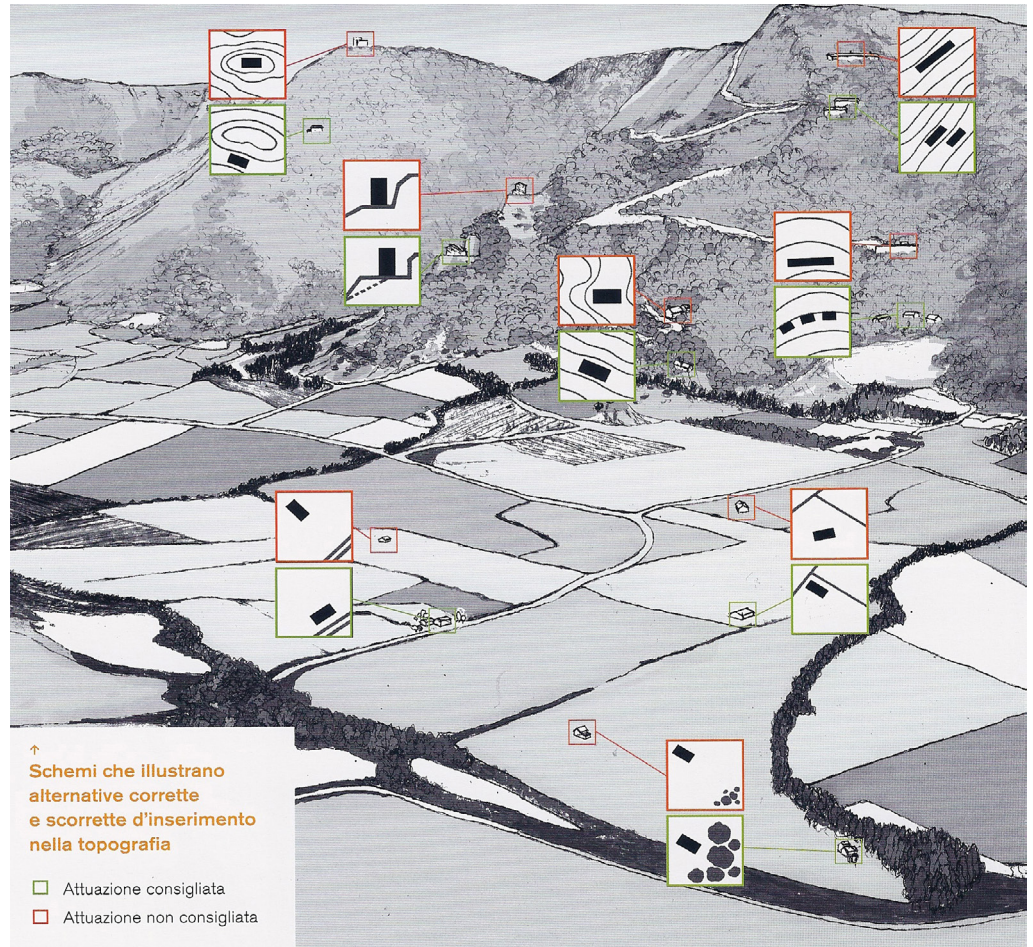 ↑
Schemi che illustrano
alternative corrette
e scorrette d'inserimento
nella topografia
Attuazione consigliata
Attuazione non consigliata